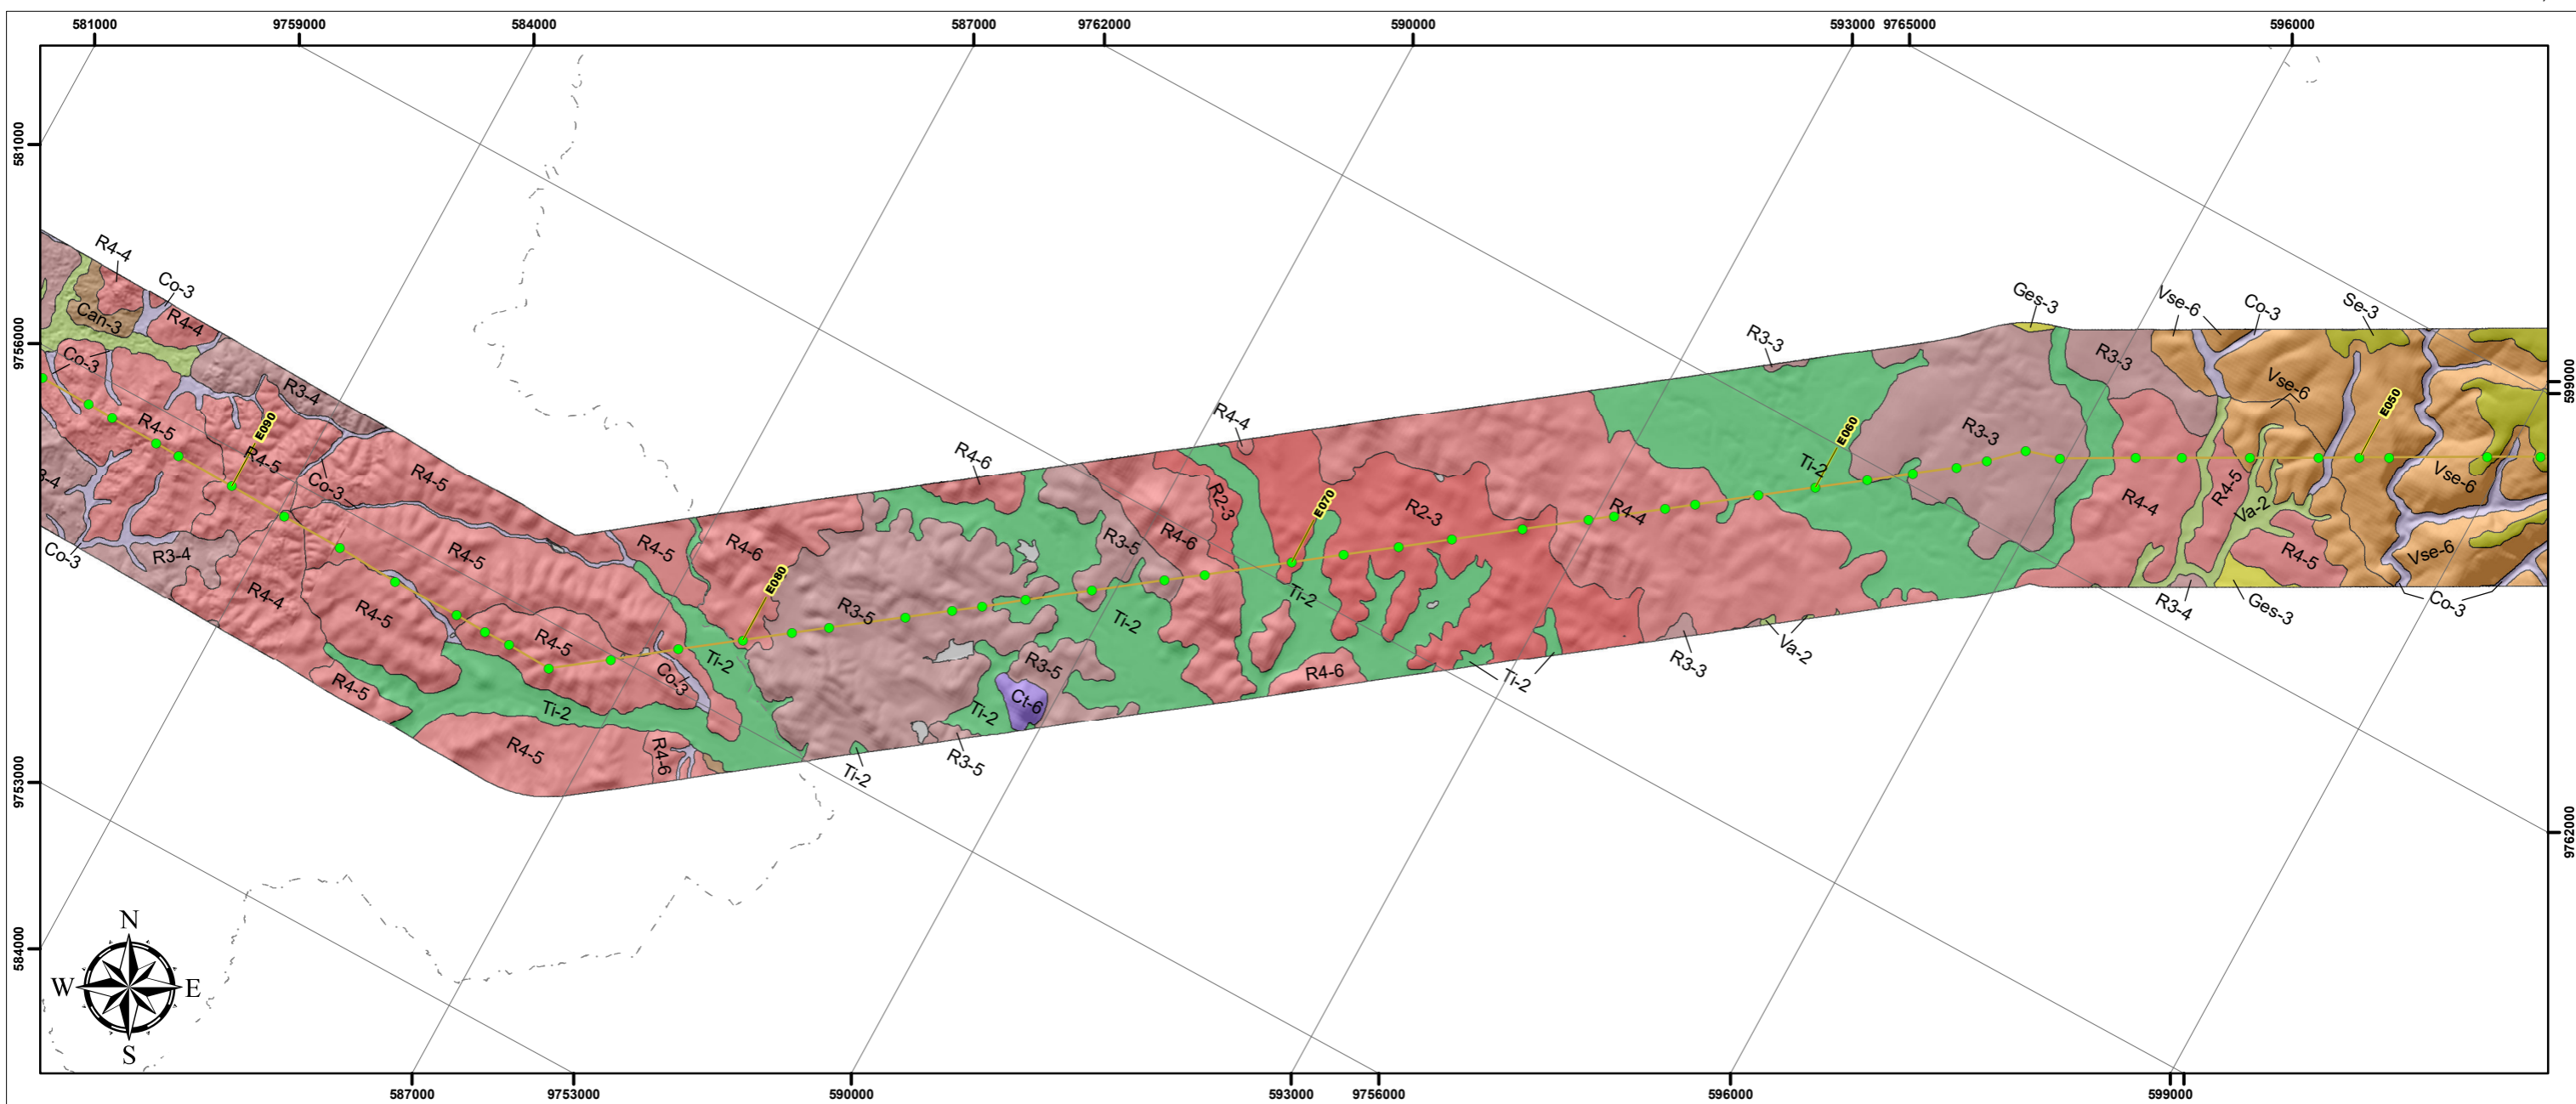 581000 9759000 584000 587000 9762000 590000 593000 9765000 596000
581000
9756000
9753000
584000
599000
9762000
R4-4
Co-3
Can-3
R4-4
Co-3
R3-4
R4-5
E090
R4-5
R4-5
Co-3
3-4
Co-3
R3-4
R4-4
R4-5
R4-5
R4-5
R4-5
Ti-2
R4-5
R4-6
Co-3
R4-5
R4-6
E080
Ti-2
R3-5
R4-6
R3-5
R4-6
R2-3
R4-4
Ti-2
R3-5
Ct-6
Ti-2
R3-5
Ti-2
E070
Ti-2
R2-3
R4-6
Ti-2
R4-4
R3-3
Va-2
R3-3
E060
Ti-2
R3-3
Ges-3
R3-3
R4-4
R4-5
Va-2
R4-5
R3-4
Ges-3
Vse-6
Co-3
Se-3
Vse-6
E050
Vse-6
Vse-6
Co-3
N
W E
S
587000 9753000 590000 593000 9756000 596000 599000